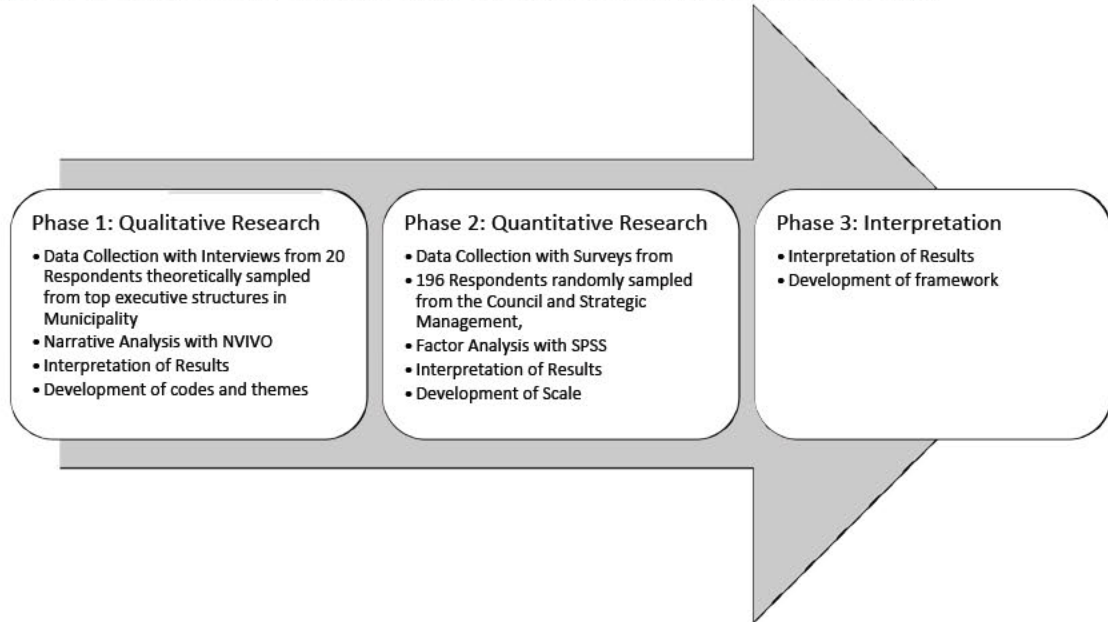 Phase 1: Qualitative Research
• Data Collection with Interviews from 20
Respondents theoretically sampled
from top executive structures in
Municipality
• Narrative Analysis with NVIVO
• Interpretation of Results
• Development of codes and themes
Phase 2: Quantitative Research
• Data Collection with Surveys from
• 196 Respondents randomly sampled
from the Council and Strategic
Management,
• Factor Analysis with SPSS
• Interpretation of Results
• Development of Scale
Phase 3: Interpretation
• Interpretation of Results
• Development of framework